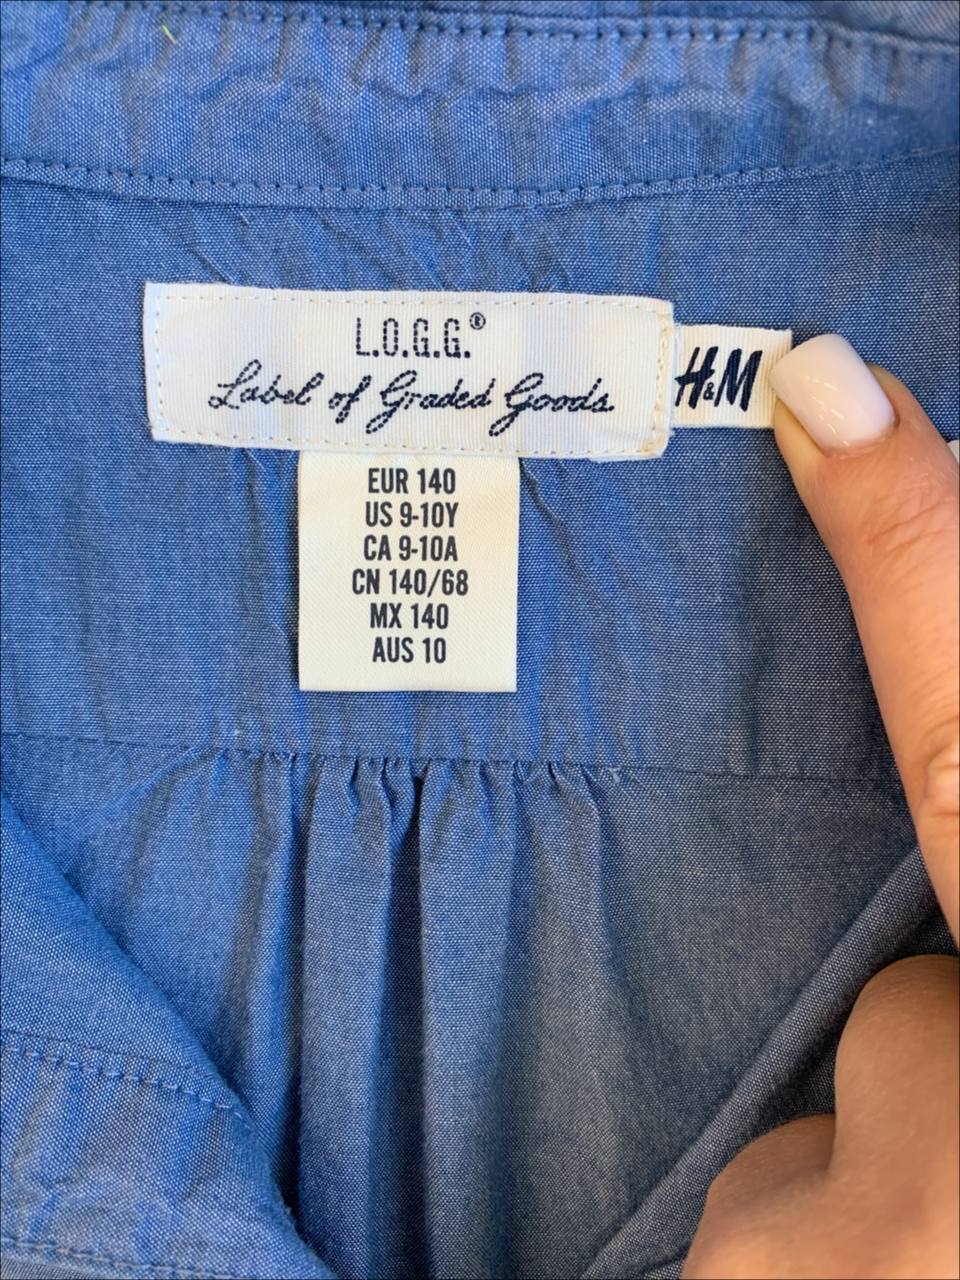 L.O.G.G.®
Label of Graded Goods
H&M
EUR 140
US 9-10Y
CA 9-10A
CN 140/68
MX 140
AUS 10